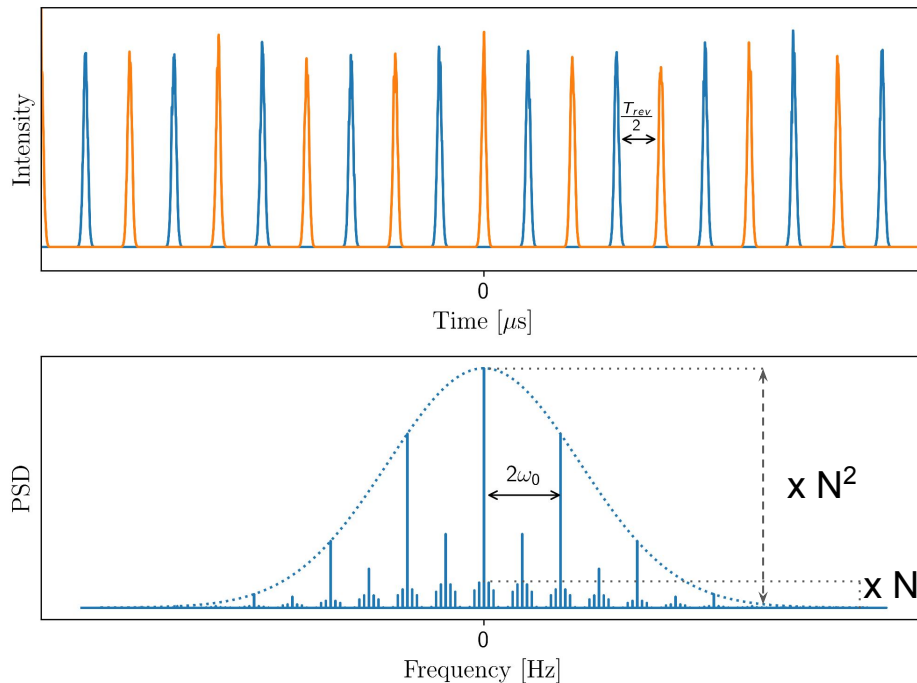 Intensity
T_rev
2
0
Time [μs]
PSD
2ω₀
x N²
x N
0
Frequency [Hz]